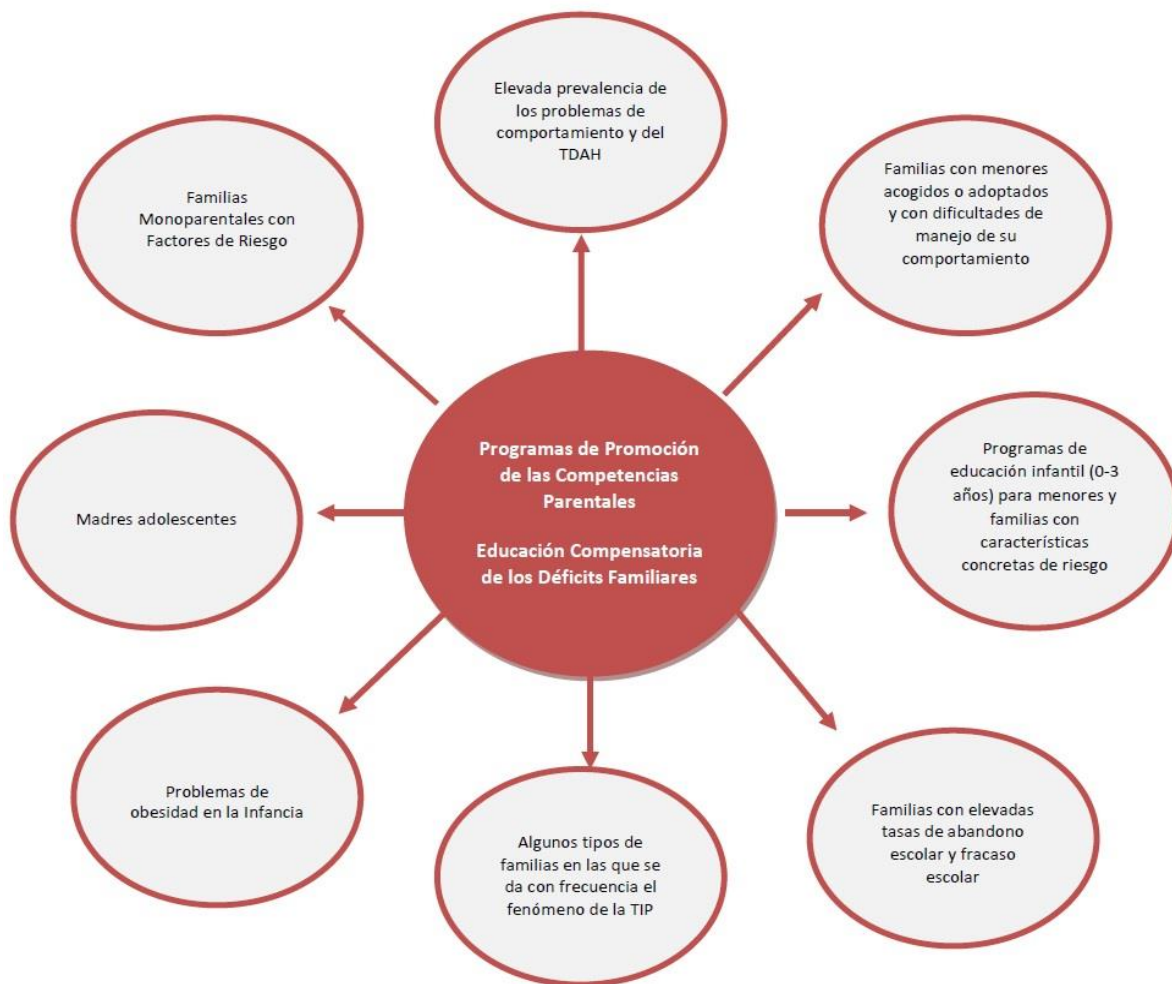 Elevada prevalencia de
los problemas de
comportamiento y del
TDAH
Familias con menores
acogidos o adoptados
y con dificultades de
manejo de su
comportamiento
Familias
Monoparentales con
Factores de Riesgo
Programas de Promoción
de las Competencias
Parentales
Educación Compensatoria
de los Déficits Familiares
Programas de
educación infantil (0-3
años) para menores y
familias con
características
concretas de riesgo
Madres adolescentes
Problemas de
obesidad en la Infancia
Algunos tipos de
familias en las que se
da con frecuencia el
fenómeno de la TIP
Familias con elevadas
tasas de abandono
escolar y fracaso
escolar